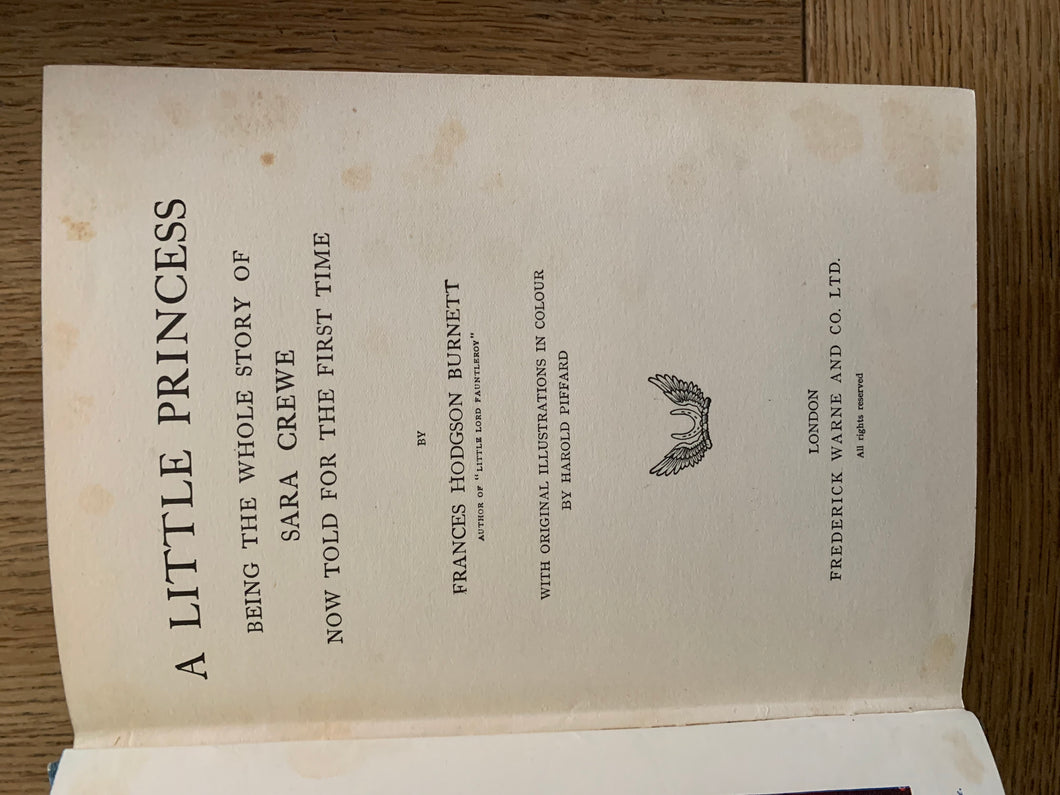 A LITTLE PRINCESS
BEING THE WHOLE STORY OF
SARA CREWE
NOW TOLD FOR THE FIRST TIME
BY
FRANCES HODGSON BURNETT
AUTHOR OF "LITTLE LORD FAUNTLEROY"
WITH ORIGINAL ILLUSTRATIONS IN COLOUR
BY HAROLD PIFFARD
LONDON
FREDERICK WARNE AND CO. LTD.
All rights reserved